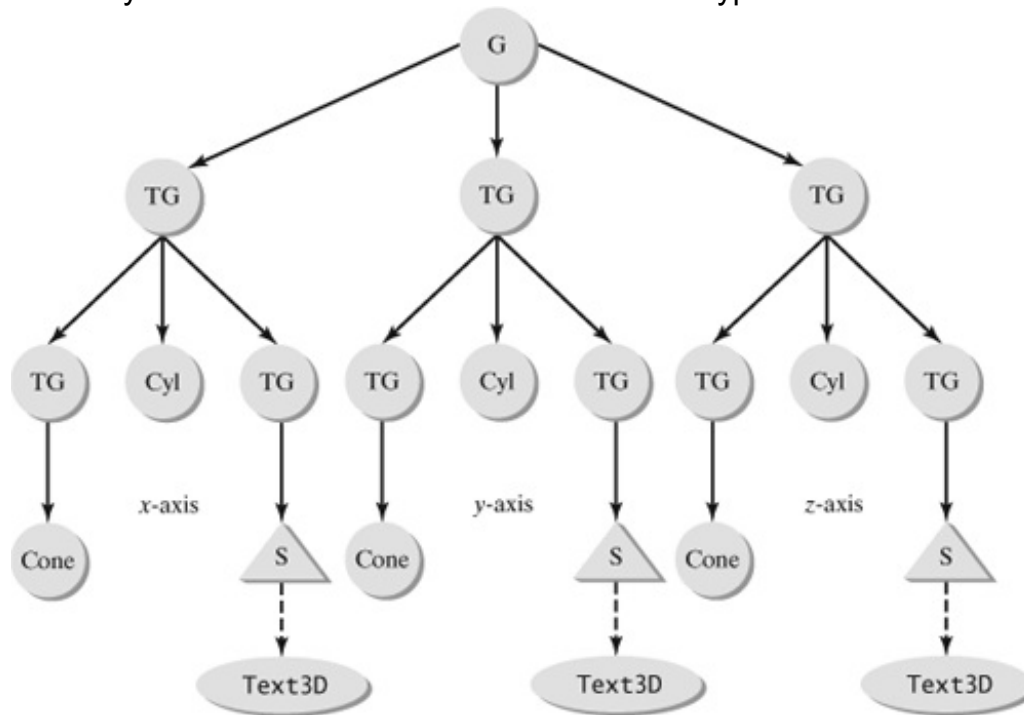 G
TG TG TG
TG Cyl TG TG Cyl TG TG Cyl TG
x-axis y-axis z-axis
Cone S Cone S Cone S
Text3D Text3D Text3D